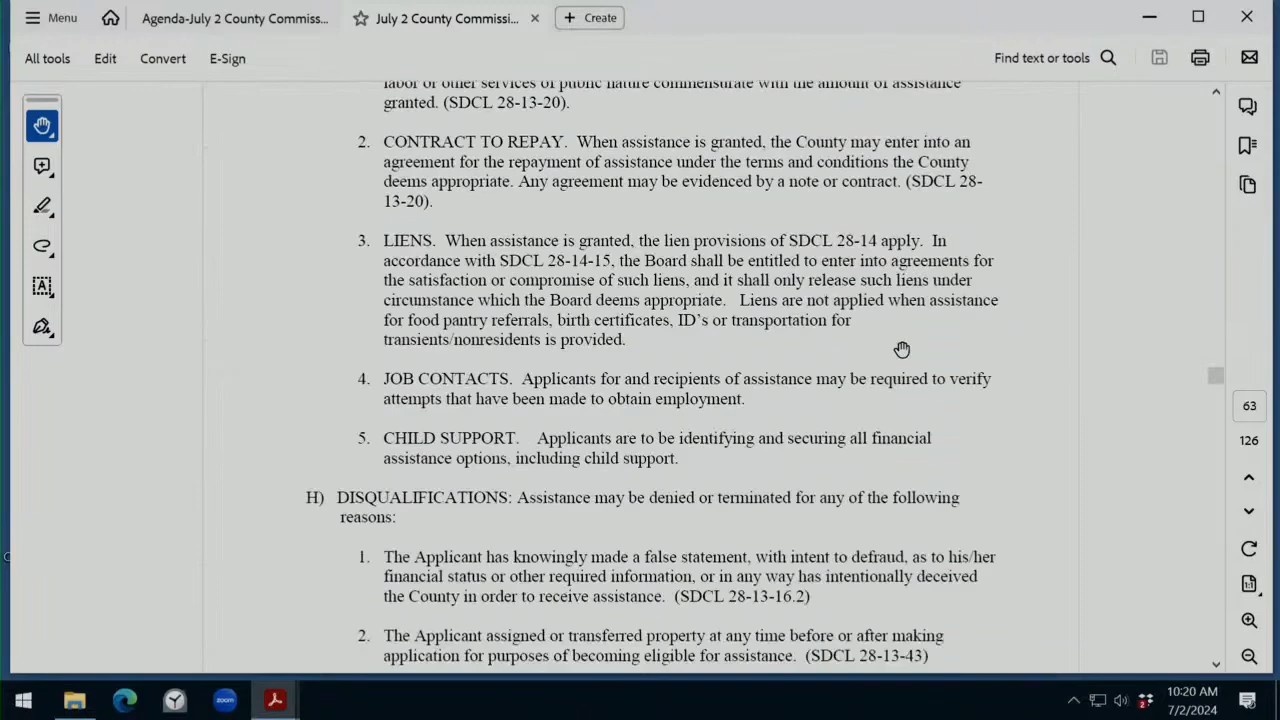 Menu
Agenda-July 2 County Commiss...
July 2 County Commissi...
Create
All tools
Edit
Convert
E-Sign
Find text or tools
labor or other services of public nature commensurate with the amount of assistance
granted. (SDCL 28-13-20).
2. CONTRACT TO REPAY. When assistance is granted, the County may enter into an
agreement for the repayment of assistance under the terms and conditions the County
deems appropriate. Any agreement may be evidenced by a note or contract. (SDCL 28-
13-20).
3. LIENS. When assistance is granted, the lien provisions of SDCL 28-14 apply. In
accordance with SDCL 28-14-15, the Board shall be entitled to enter into agreements for
the satisfaction or compromise of such liens, and it shall only release such liens under
circumstance which the Board deems appropriate. Liens are not applied when assistance
for food pantry referrals, birth certificates, ID's or transportation for
transients/nonresidents is provided.
4. JOB CONTACTS. Applicants for and recipients of assistance may be required to verify
attempts that have been made to obtain employment.
5. CHILD SUPPORT. Applicants are to be identifying and securing all financial
assistance options, including child support.
H) DISQUALIFICATIONS: Assistance may be denied or terminated for any of the following
reasons:
1. The Applicant has knowingly made a false statement, with intent to defraud, as to his/her
financial status or other required information, or in any way has intentionally deceived
the County in order to receive assistance. (SDCL 28-13-16.2)
2. The Applicant assigned or transferred property at any time before or after making
application for purposes of becoming eligible for assistance. (SDCL 28-13-43)
63
126
1:1
zoom
2
10:20 AM
7/2/2024